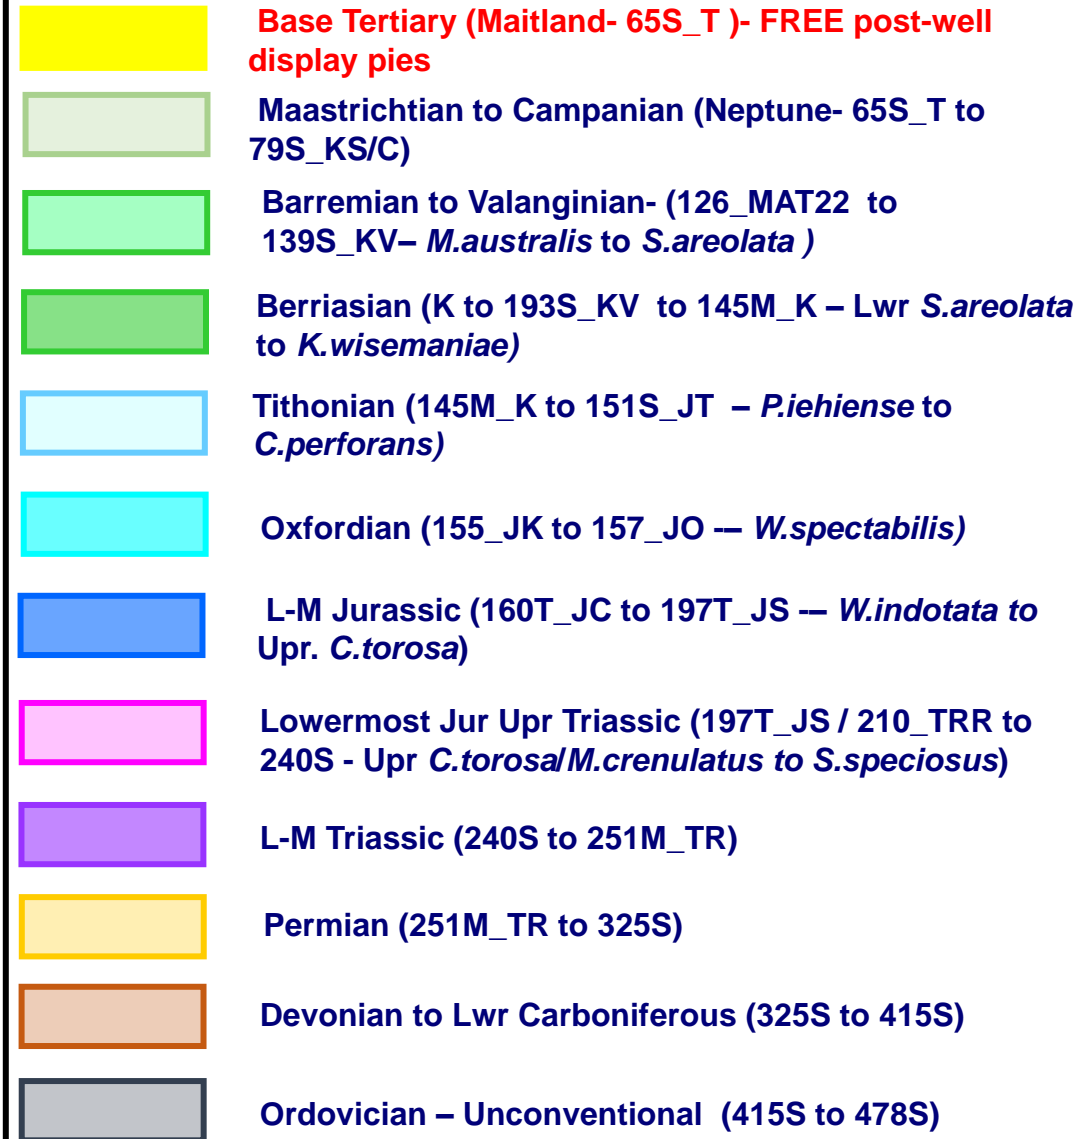 Base Tertiary (Maitland- 65S_T )- FREE post-well
display pies
Maastrichtian to Campanian (Neptune- 65S_T to
79S_KS/C)
Barremian to Valanginian- (126_MAT22 to
139S_KV– M.australis to S.areolata )
Berriasian (K to 193S_KV to 145M_K – Lwr S.areolata
to K.wisemaniae)
Tithonian (145M_K to 151S_JT – P.iehiense to
C.perforans)
Oxfordian (155_JK to 157_JO -– W.spectabilis)
L-M Jurassic (160T_JC to 197T_JS -– W.indotata to
Upr. C.torosa)
Lowermost Jur Upr Triassic (197T_JS / 210_TRR to
240S - Upr C.torosa/M.crenulatus to S.speciosus)
L-M Triassic (240S to 251M_TR)
Permian (251M_TR to 325S)
Devonian to Lwr Carboniferous (325S to 415S)
Ordovician – Unconventional (415S to 478S)